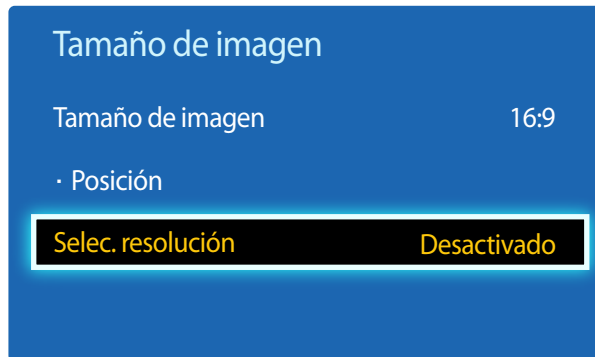 Tamaño de imagen
Tamaño de imagen 16:9
· Posición
Selec. resolución Desactivado